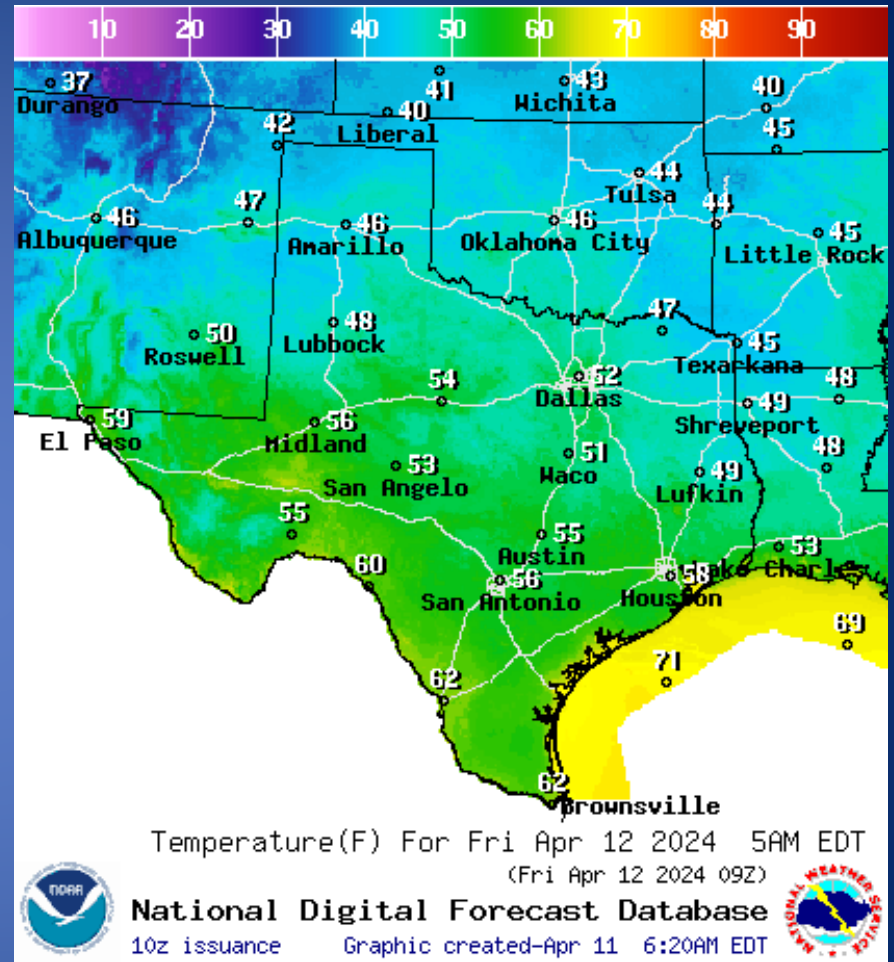 10 20 30 40 50 60 70 80 90
37 41 43 40
Durango Wichita
40
Liberal
42 45
44
Tulsa
46 47 46 46 44 45
Albuquerque Amarillo Oklahoma City Little Rock
50 48 47 45
Roswell Lubbock Texarkana
54 52 49 48
Dallas Shreveport
59 56
El Paso Midland
53 51 49 48
San Angelo Waco Lufkin
55 55 53
Austin Lake Charles
60 58
San Antonio Houston
62 71 69
62
Brownsville
Temperature(F) For Fri Apr 12 2024 5AM EDT
(Fri Apr 12 2024 09Z)
NOAA
NATIONAL WEATHER SERVICE
National Digital Forecast Database
10z issuance Graphic created-Apr 11 6:20AM EDT